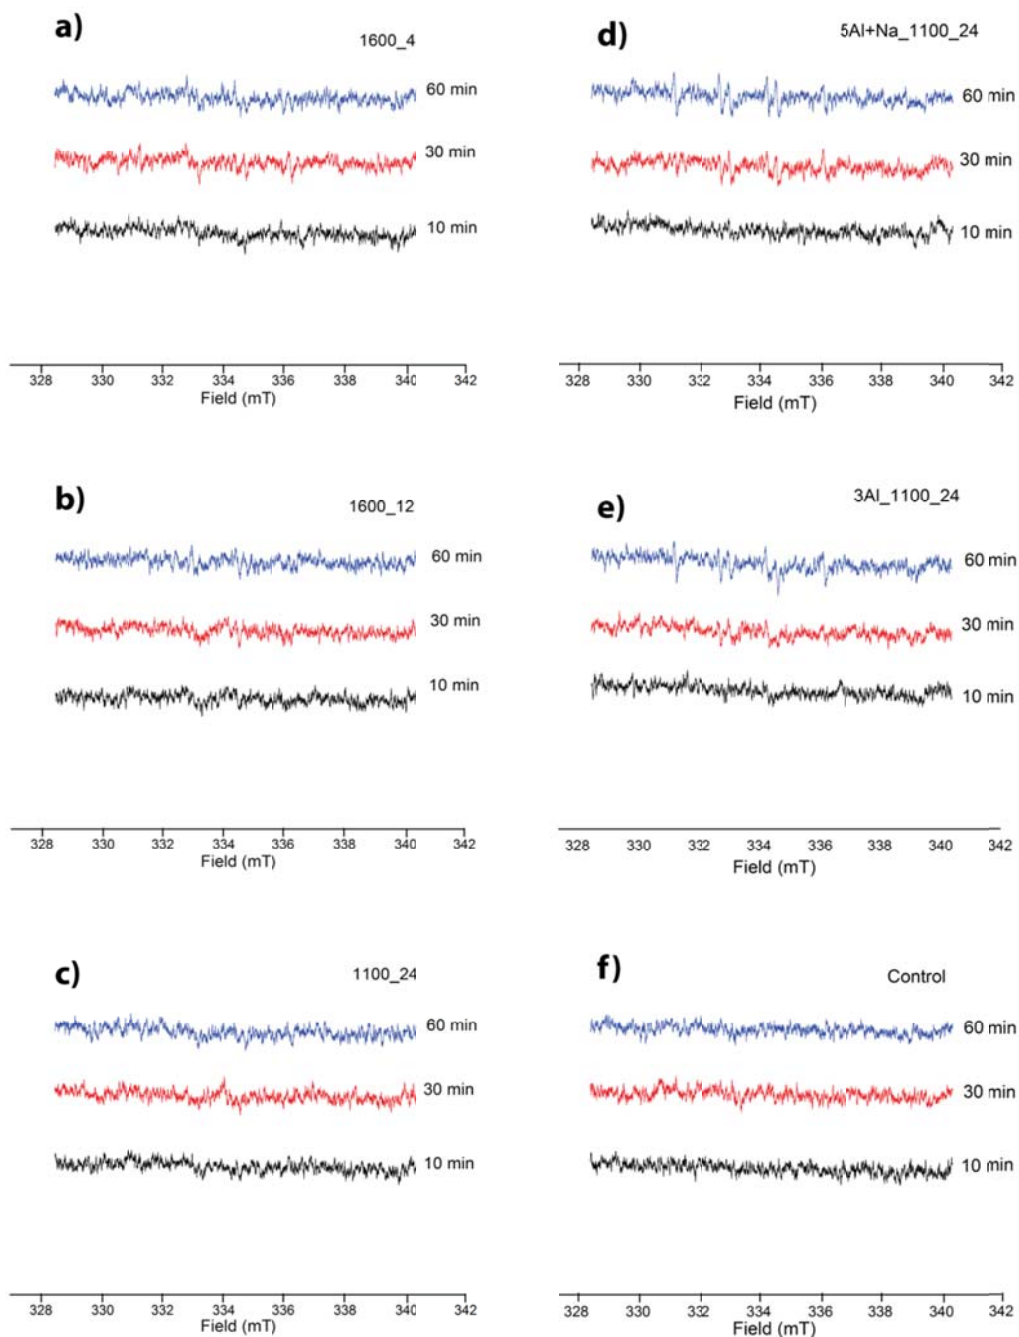 a)
1600_4
60 min
30 min
10 min
328 330 332 334 336 338 340 342
Field (mT)
d)
5Al+Na_1100_24
60 min
30 min
10 min
328 330 332 334 336 338 340 342
Field (mT)
b)
1600_12
60 min
30 min
10 min
328 330 332 334 336 338 340 342
Field (mT)
e)
3Al_1100_24
60 min
30 min
10 min
328 330 332 334 336 338 340 342
Field (mT)
c)
1100_24
60 min
30 min
10 min
328 330 332 334 336 338 340 342
Field (mT)
f)
Control
60 min
30 min
10 min
328 330 332 334 336 338 340 342
Field (mT)